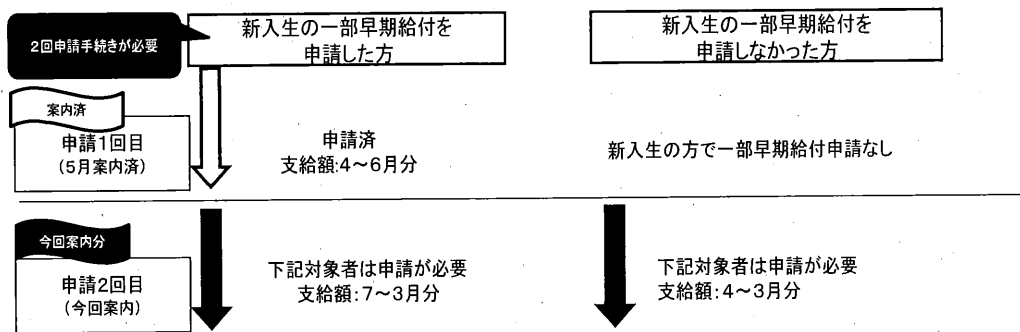 2回申請手続きが必要
新入生の一部早期給付を
申請した方
新入生の一部早期給付を
申請しなかった方
案内済
申請1回目
(5月案内済)
申請済
支給額:4～6月分
新入生の方で一部早期給付申請なし
今回案内分
申請2回目
(今回案内)
下記対象者は申請が必要
支給額:7～3月分
下記対象者は申請が必要
支給額:4～3月分